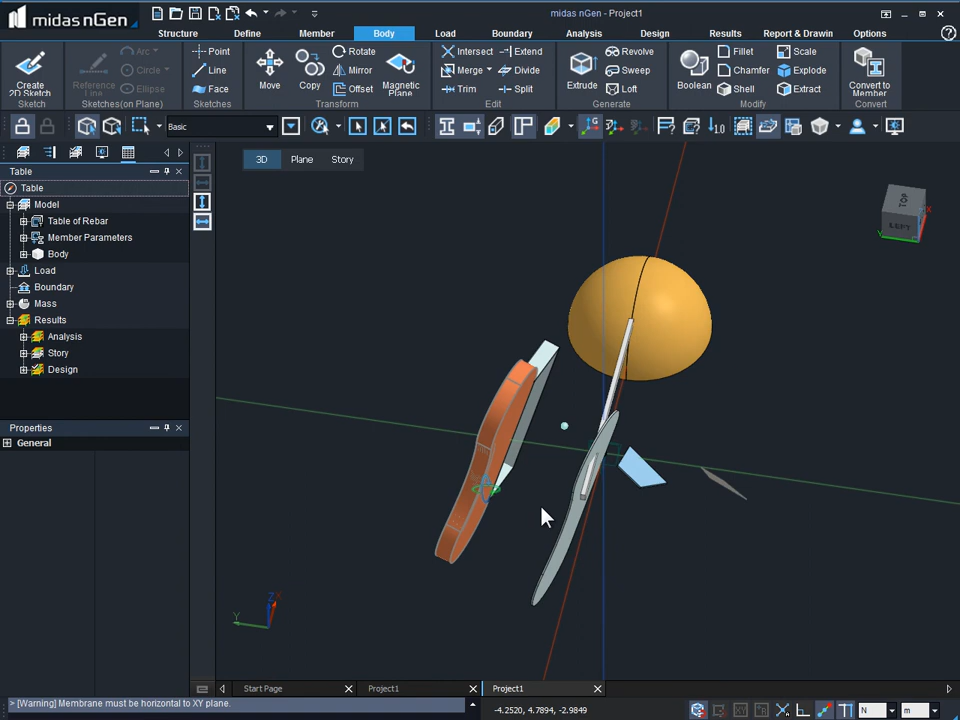 midas nGen
midas nGen - Project1
Structure
Define
Member
Body
Load
Boundary
Analysis
Design
Results
Report & Drawin
Options
Create
2D Sketch
Sketch
Reference
Line
Arc
Circle
Ellipse
Sketches(on Plane)
Point
Line
Face
Sketches
Move
Copy
Rotate
Mirror
Offset
Magnetic
Plane
Transform
Intersect
Extend
Merge
Divide
Trim
Split
Edit
Extrude
Revolve
Sweep
Loft
Generate
Boolean
Fillet
Chamfer
Shell
Scale
Explode
Extract
Modify
Convert to
Member
Convert
Basic
1.0
Table
Table
Model
Table of Rebar
Member Parameters
Body
Load
Boundary
Mass
Results
Analysis
Story
Design
Properties
General
3D
Plane
Story
TOP
LEFT
X
Y
Z
X
Y
Start Page
Project1
Project1
> [Warning] Membrane must be horizontal to XY plane.
-4.2520, 4.7894, -2.9849
N
m